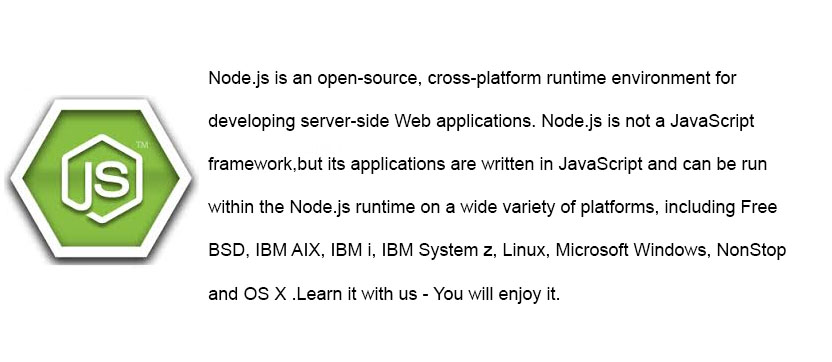 JS
TM
Node.js is an open-source, cross-platform runtime environment for
developing server-side Web applications. Node.js is not a JavaScript
framework,but its applications are written in JavaScript and can be run
within the Node.js runtime on a wide variety of platforms, including Free
BSD, IBM AIX, IBM i, IBM System z, Linux, Microsoft Windows, NonStop
and OS X .Learn it with us - You will enjoy it.